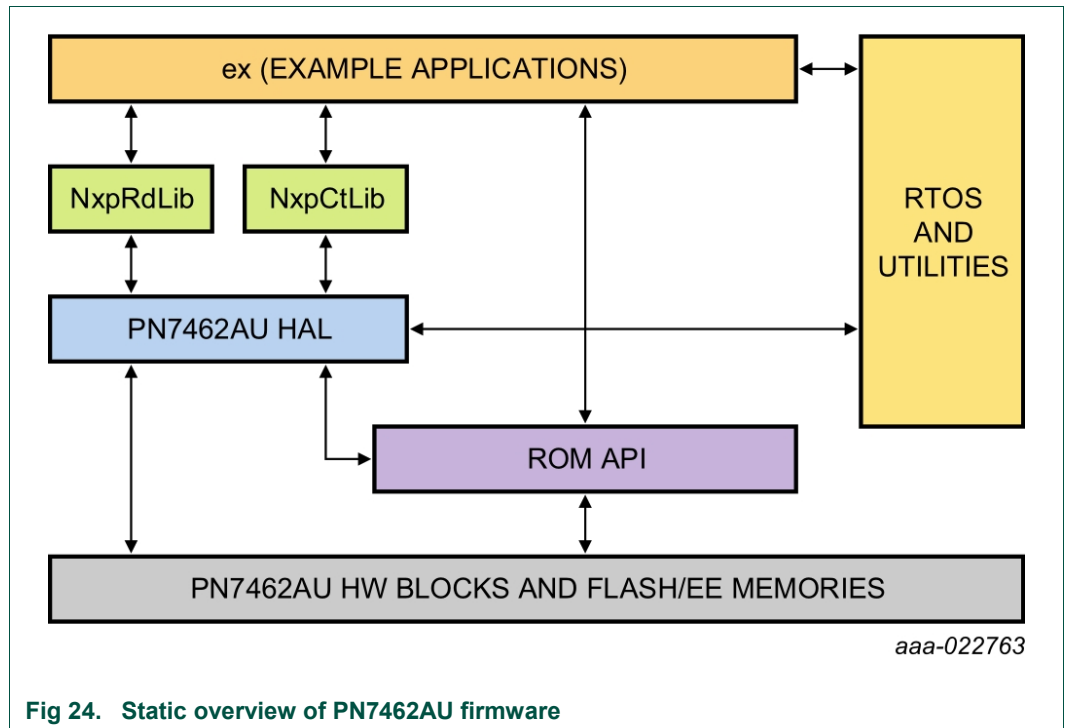 ex (EXAMPLE APPLICATIONS)
NxpRdLib
NxpCtLib
RTOS
AND
UTILITIES
PN7462AU HAL
ROM API
PN7462AU HW BLOCKS AND FLASH/EE MEMORIES
aaa-022763
Fig 24. Static overview of PN7462AU firmware